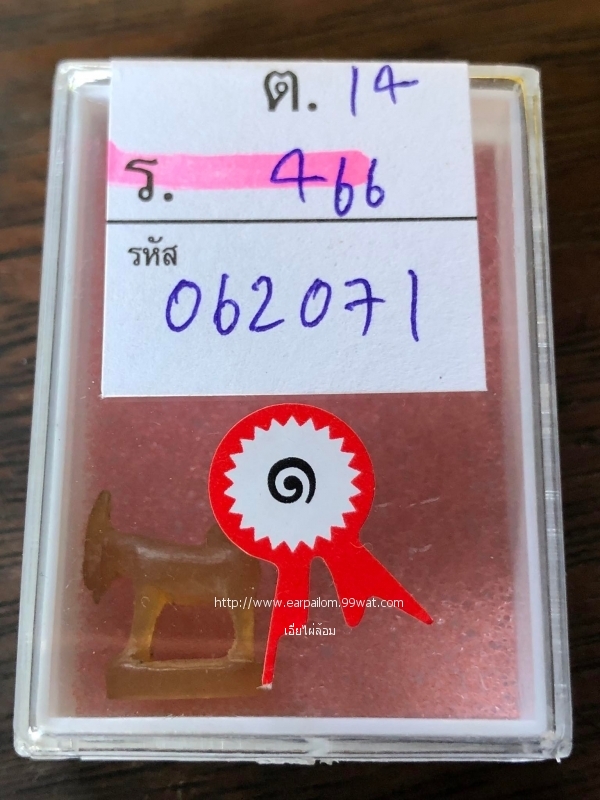 ต. 14
ร. 466
รหัส
062071
๑
http://www.earpailom.99wat.com
เอี่ยไผ่ล้อม